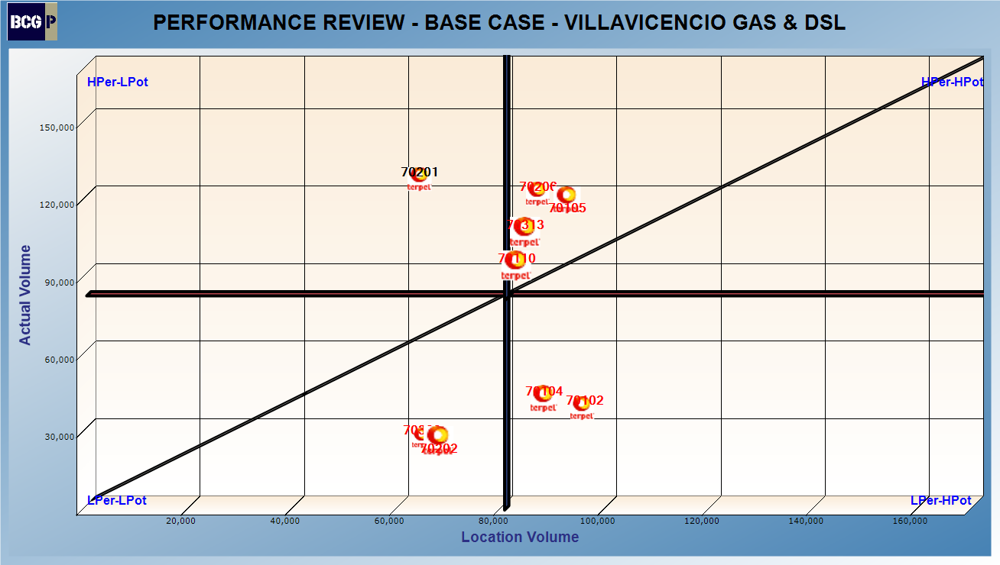 BCG P
PERFORMANCE REVIEW - BASE CASE - VILLAVICENCIO GAS & DSL
HPer-LPot
HPer-HPot
150,000
120,000
90,000
60,000
30,000
Actual Volume
70201
terpel
70206
terpel
70105
terpel
70313
terpel
70110
terpel
70104
terpel
70102
terpel
70202
terpel
LPer-LPot
LPer-HPot
20,000
40,000
60,000
80,000
100,000
120,000
140,000
160,000
Location Volume